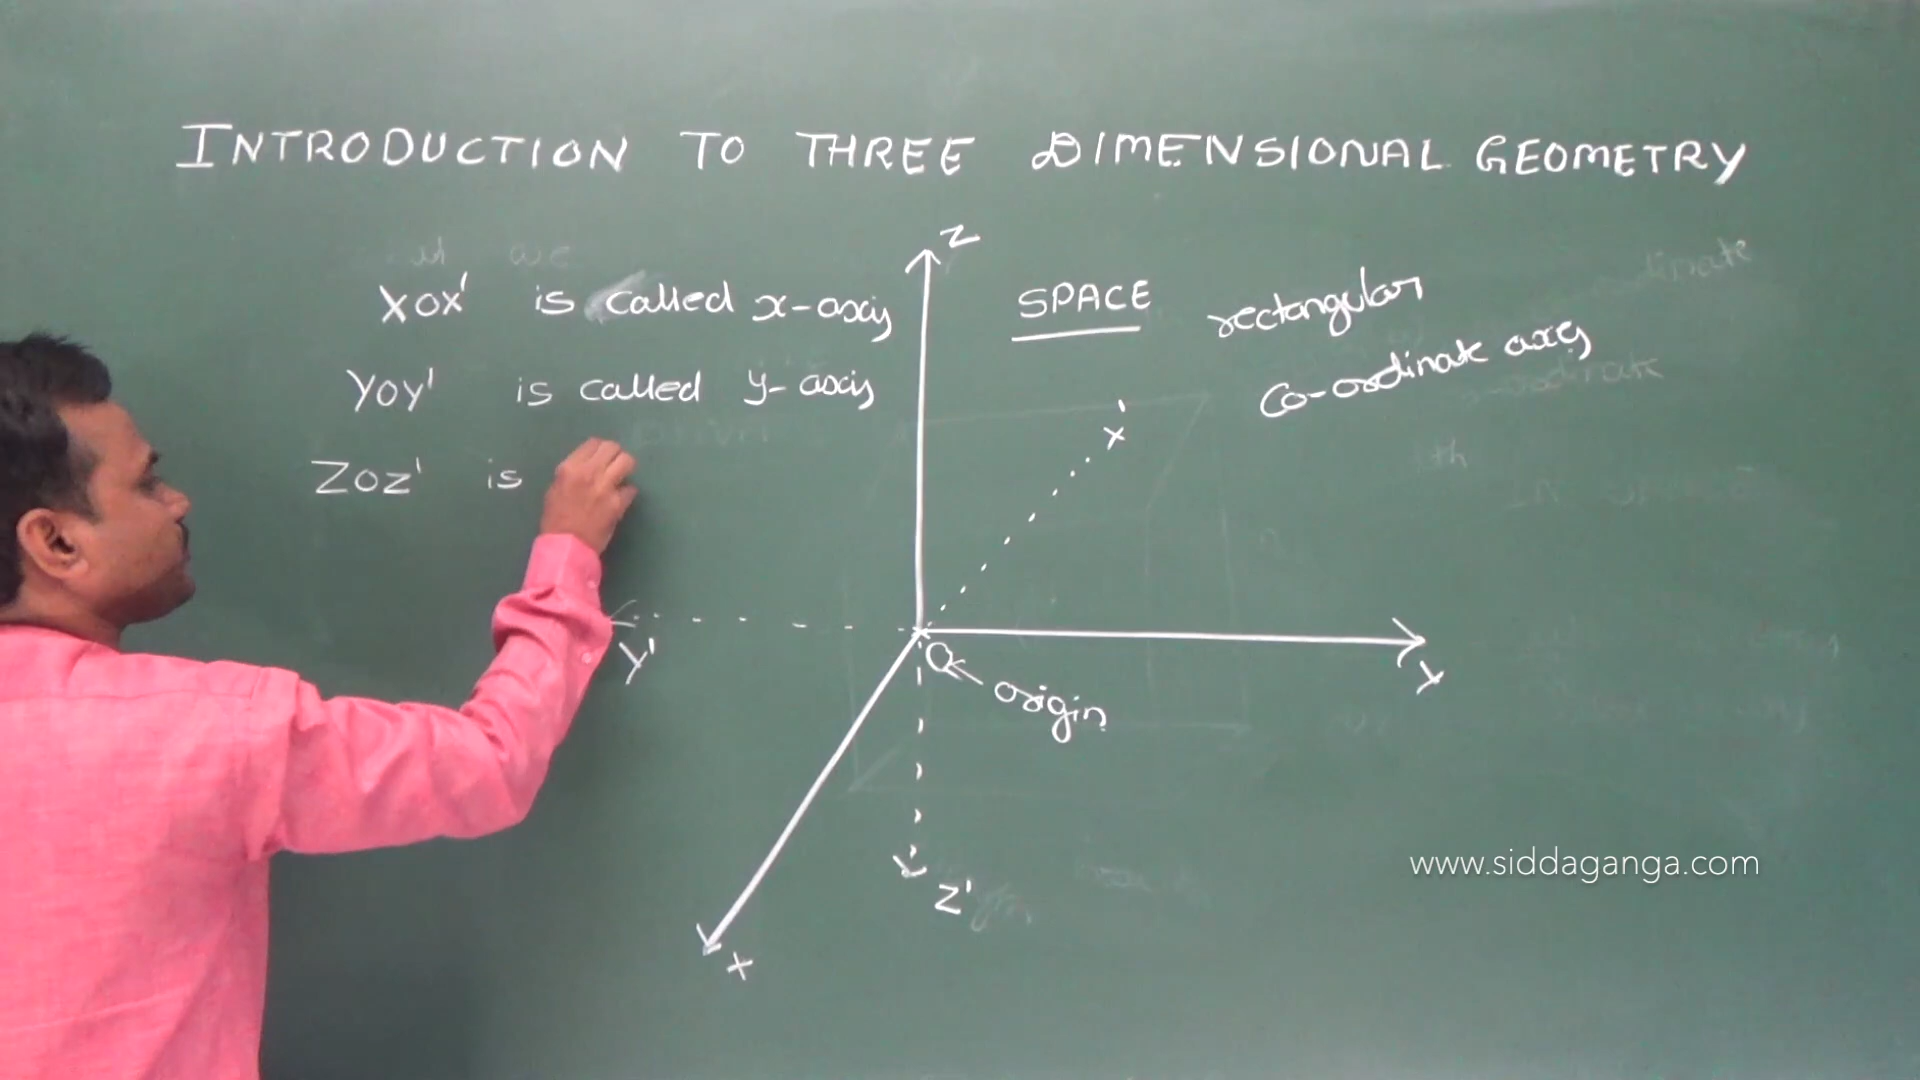 INTRODUCTION TO THREE DIMENSIONAL GEOMETRY
Z
XOX' is called x-axis
SPACE
rectangular
co-ordinate axes
YOY' is called y-axis
X'
ZOZ' is
Y'
O
origin
Y
Z'
X
www.siddaganga.com